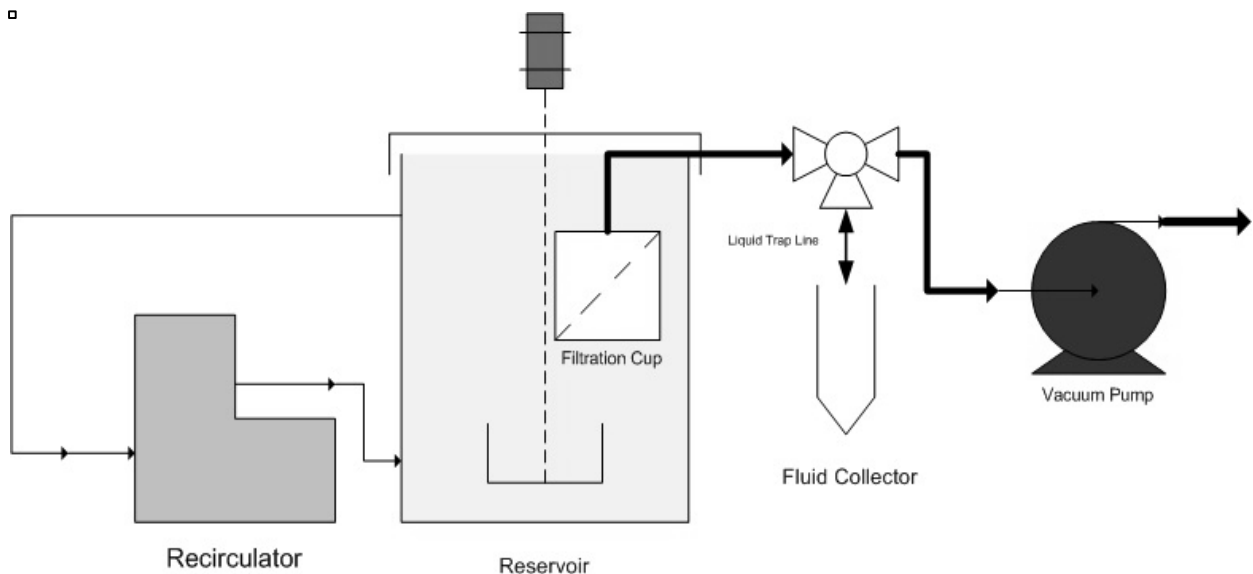 Liquid Trap Line
Filtration Cup
Vacuum Pump
Fluid Collector
Recirculator
Reservoir